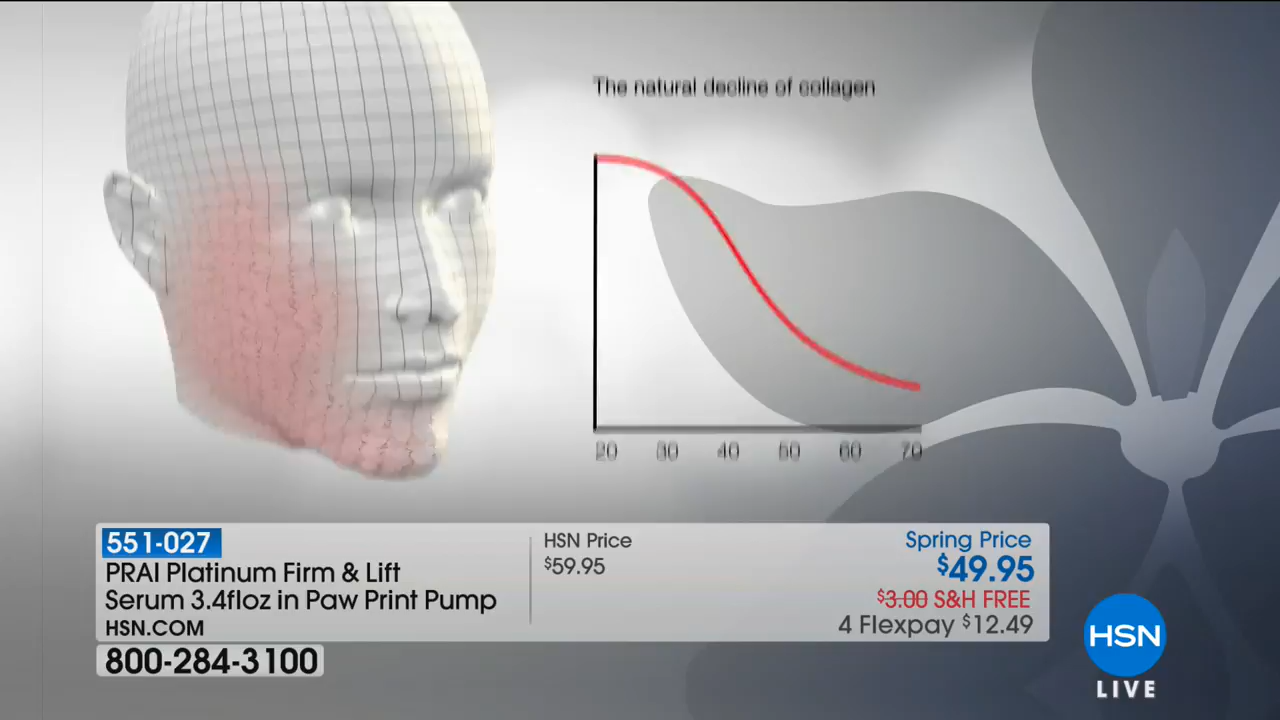 The natural decline of collagen
20 30 40 50 60 70
551-027
PRAI Platinum Firm & Lift
Serum 3.4floz in Paw Print Pump
HSN.COM
800-284-3100
HSN Price
$59.95
Spring Price
$49.95
$3.00 S&H FREE
4 Flexpay $12.49
HSN
LIVE